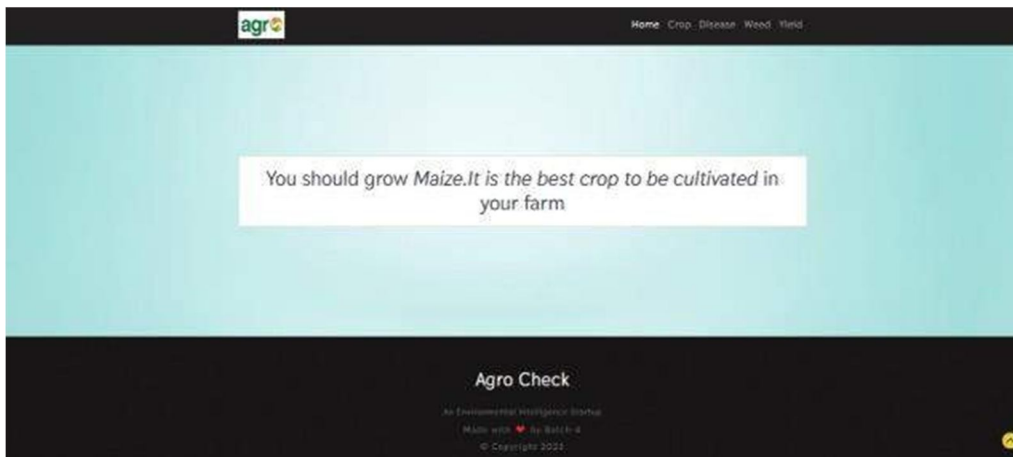 agro
Home Crop Disease Weed Yield
You should grow Maize.It is the best crop to be cultivated in
your farm
Agro Check
An Environmental Intelligence Startup
Made with ❤ by Batch-4
© Copyright 2023